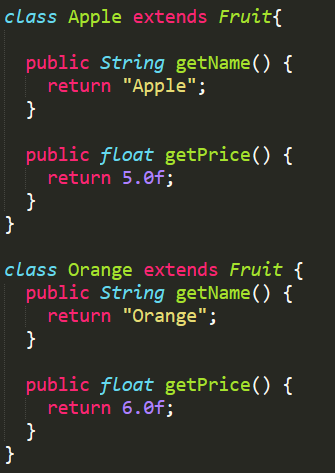 class Apple extends Fruit{
public String getName() {
return "Apple";
}
public float getPrice() {
return 5.0f;
}
}
class Orange extends Fruit {
public String getName() {
return "Orange";
}
public float getPrice() {
return 6.0f;
}
}